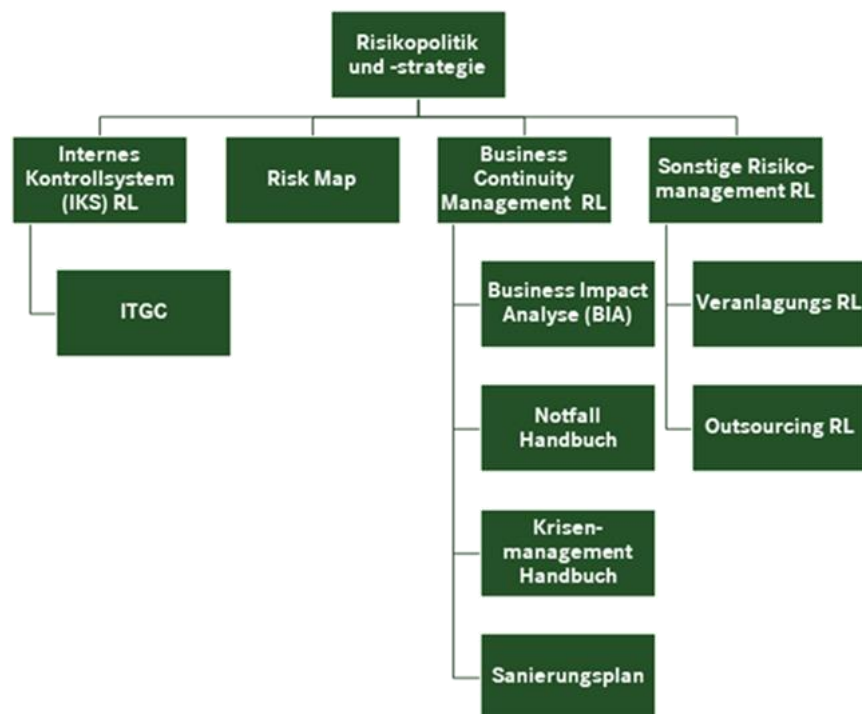 Risikopolitik
und -strategie
Internes
Kontrollsystem
(IKS) RL
Risk Map
Business
Continuity
Management RL
Sonstige Risiko-
management RL
ITGC
Business Impact
Analyse (BIA)
Notfall
Handbuch
Krisen-
management
Handbuch
Sanierungsplan
Veranlagungs RL
Outsourcing RL